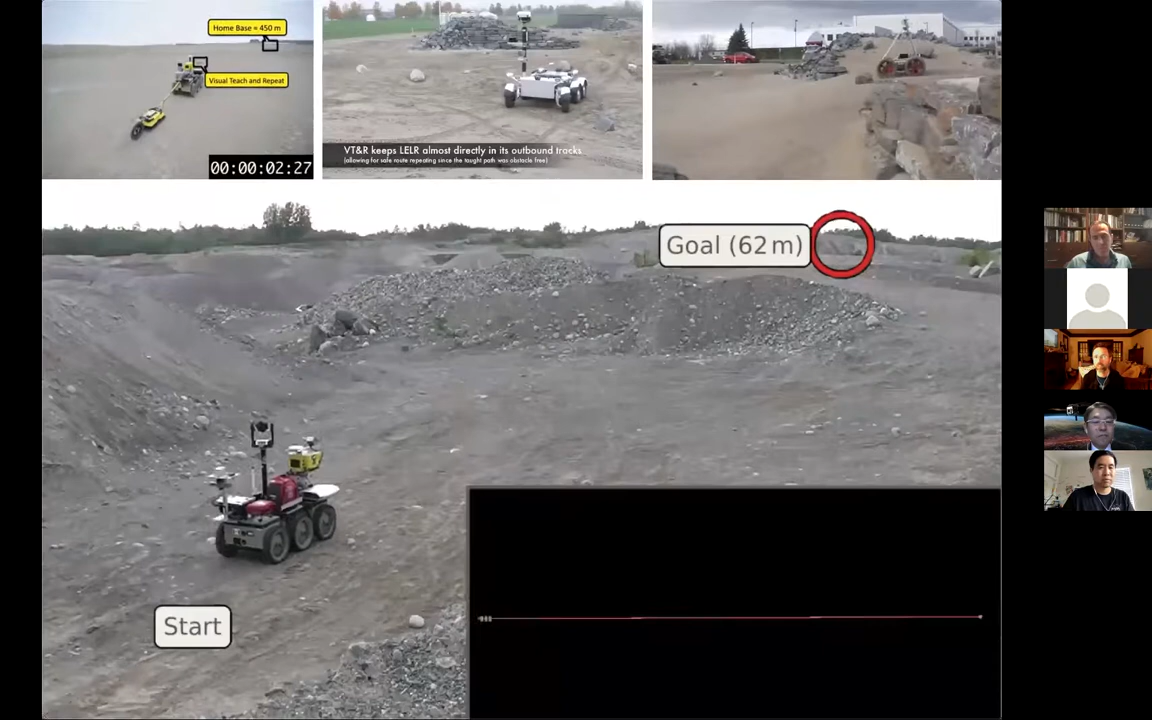 Home Base ≈ 450 m
Visual Teach and Repeat
00:00:02:27
VT&R keeps LELR almost directly in its outbound tracks
(allowing for safe route repeating since the taught path was obstacle free)
Goal (62 m)
Start